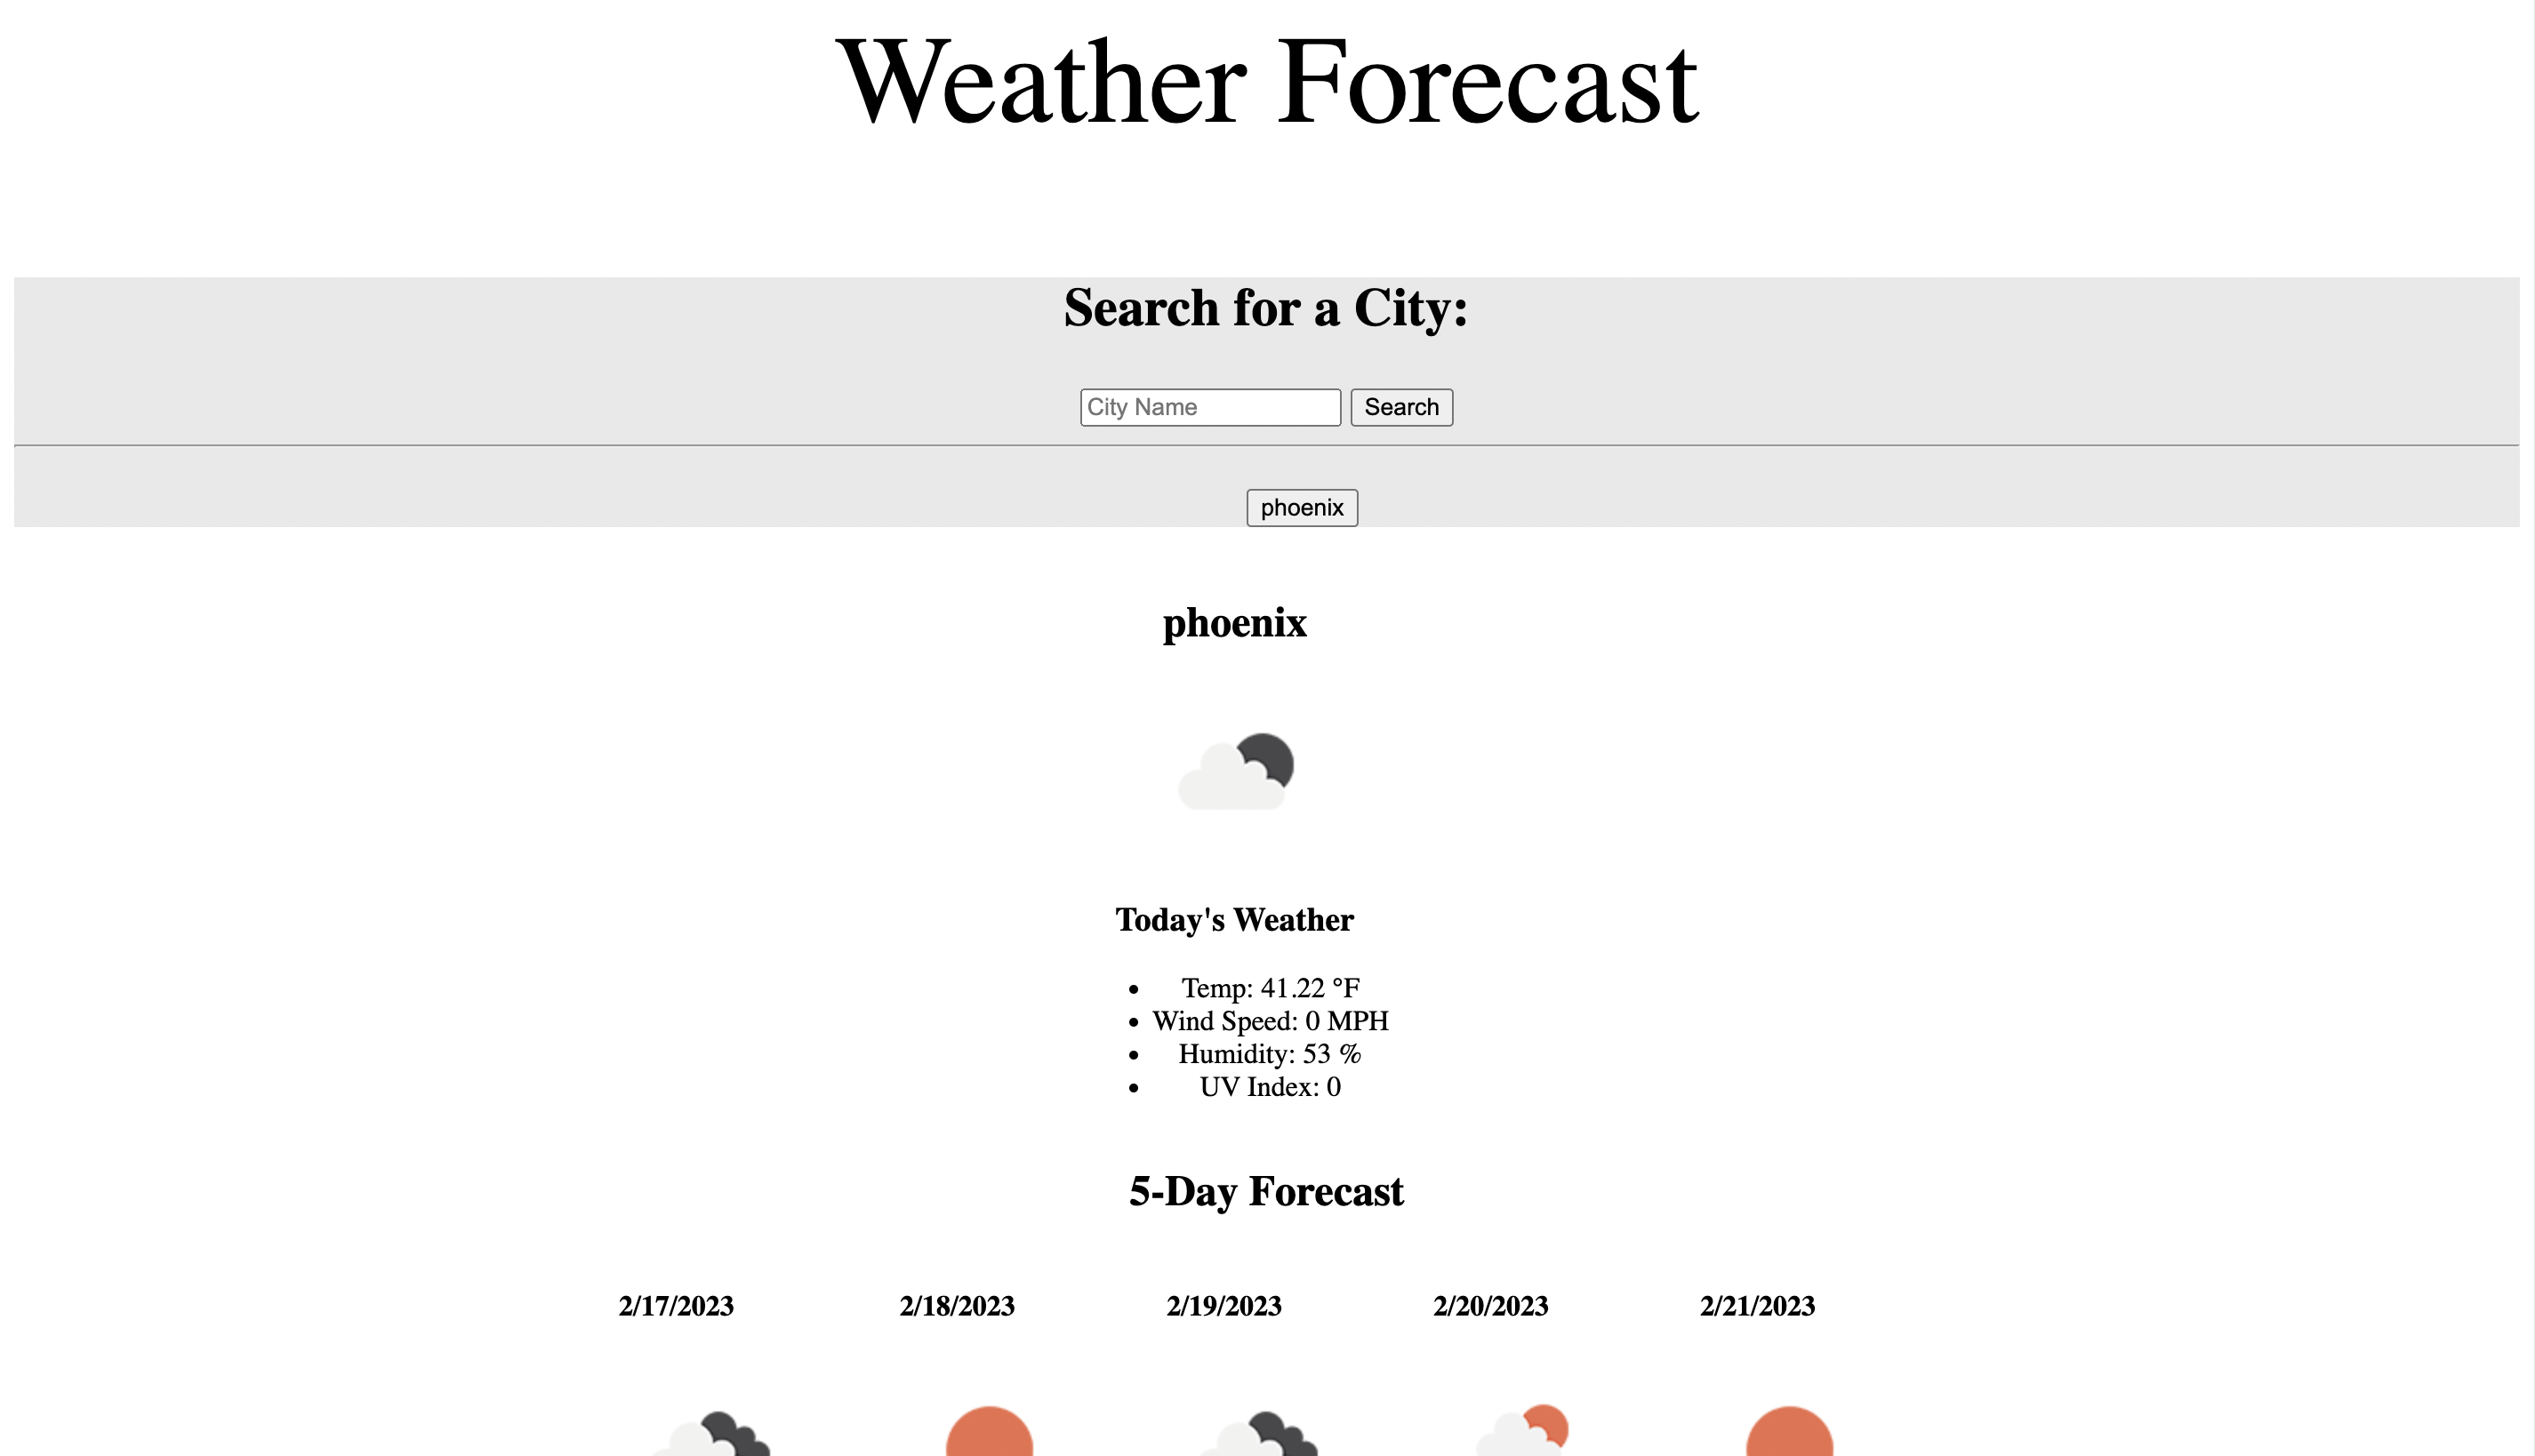 Weather Forecast
Search for a City:
City Name Search
phoenix
phoenix
Today's Weather
• Temp: 41.22 °F
• Wind Speed: 0 MPH
• Humidity: 53 %
• UV Index: 0
5-Day Forecast
2/17/2023 2/18/2023 2/19/2023 2/20/2023 2/21/2023